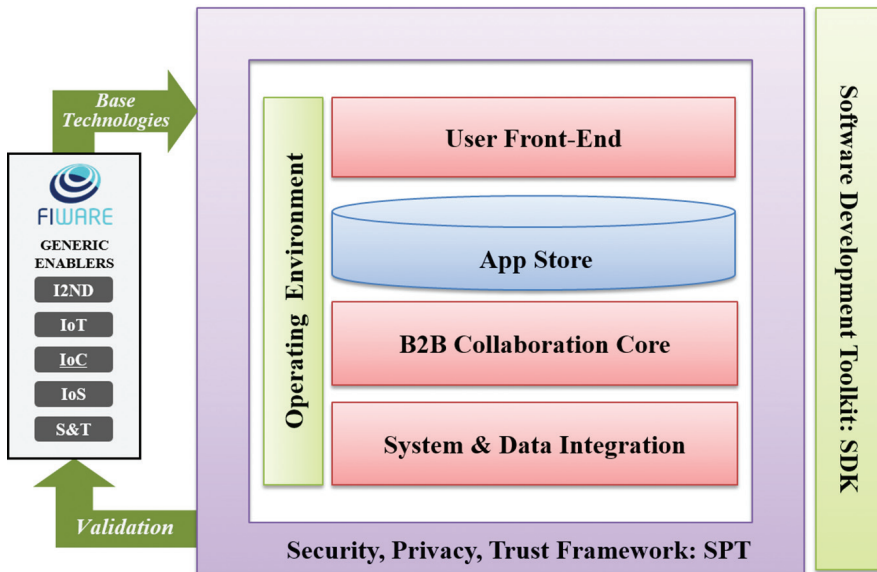 Base
Technologies
FIWARE
GENERIC
ENABLERS
I2ND
IoT
IoC
IoS
S&T
Validation
Operating Environment
User Front-End
App Store
B2B Collaboration Core
System & Data Integration
Security, Privacy, Trust Framework: SPT
Software Development Toolkit: SDK